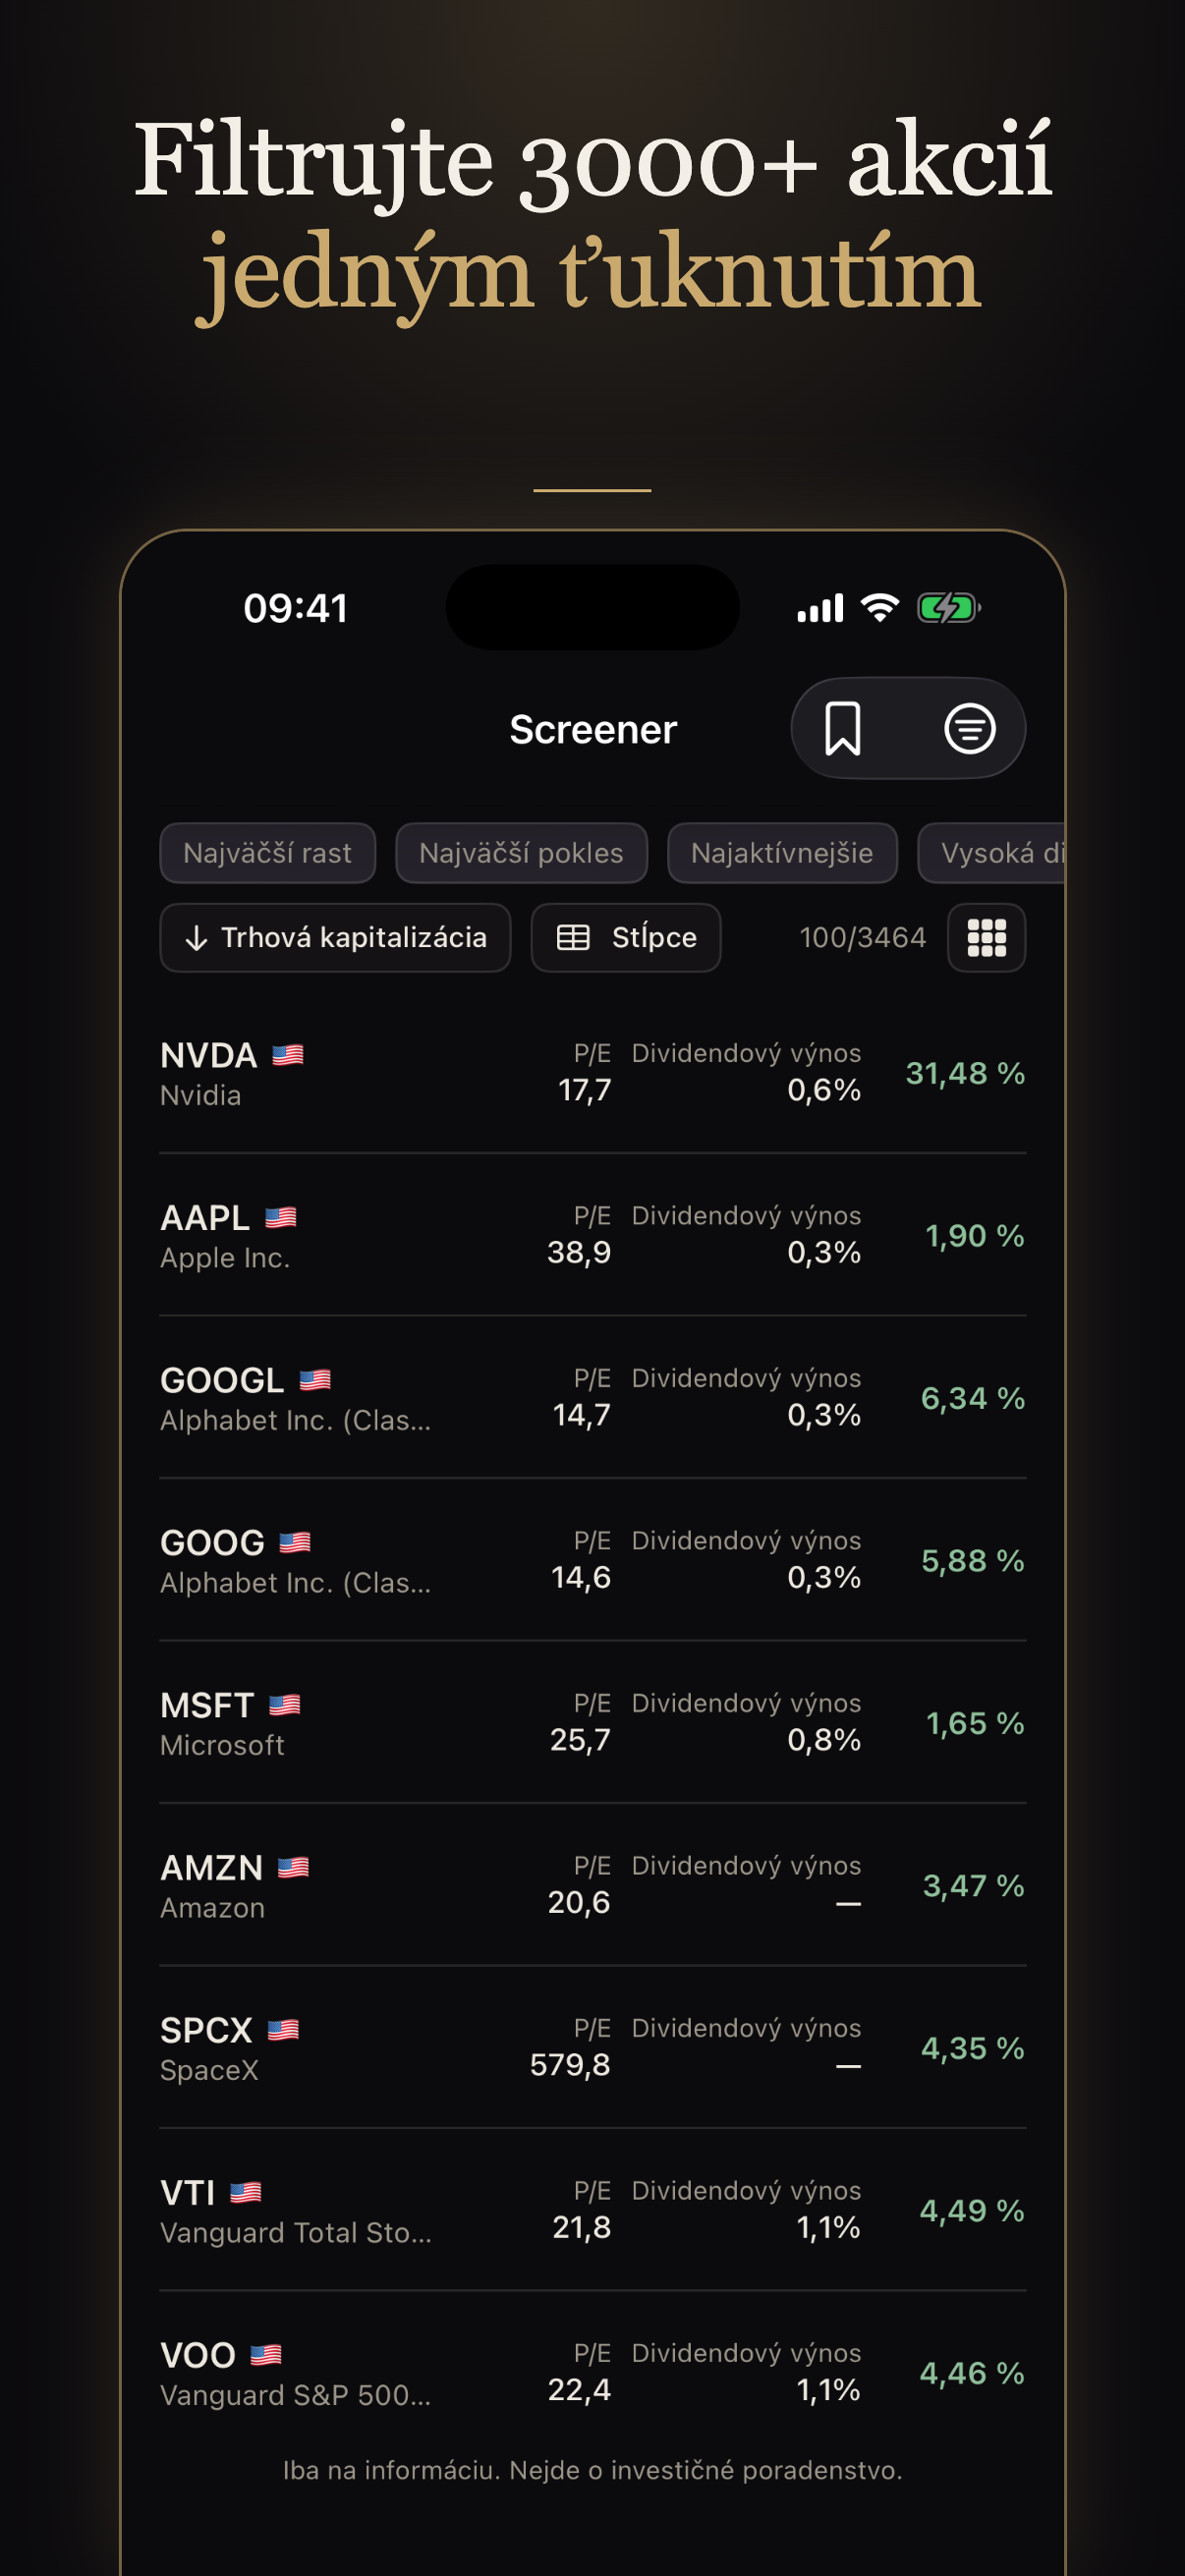 Filtrujte 3000+ akcií
jedným ťuknutím
09:41
Screener
Najväčší rast
Najväčší pokles
Najaktívnejšie
Vysoká di
Trhová kapitalizácia
Stĺpce
100/3464
NVDA
Nvidia
P/E
17,7
Dividendový výnos
0,6%
31,48 %
AAPL
Apple Inc.
P/E
38,9
Dividendový výnos
0,3%
1,90 %
GOOGL
Alphabet Inc. (Clas...
P/E
14,7
Dividendový výnos
0,3%
6,34 %
GOOG
Alphabet Inc. (Clas...
P/E
14,6
Dividendový výnos
0,3%
5,88 %
MSFT
Microsoft
P/E
25,7
Dividendový výnos
0,8%
1,65 %
AMZN
Amazon
P/E
20,6
Dividendový výnos
—
3,47 %
SPCX
SpaceX
P/E
579,8
Dividendový výnos
—
4,35 %
VTI
Vanguard Total Sto...
P/E
21,8
Dividendový výnos
1,1%
4,49 %
VOO
Vanguard S&P 500...
P/E
22,4
Dividendový výnos
1,1%
4,46 %
Iba na informáciu. Nejde o investičné poradenstvo.